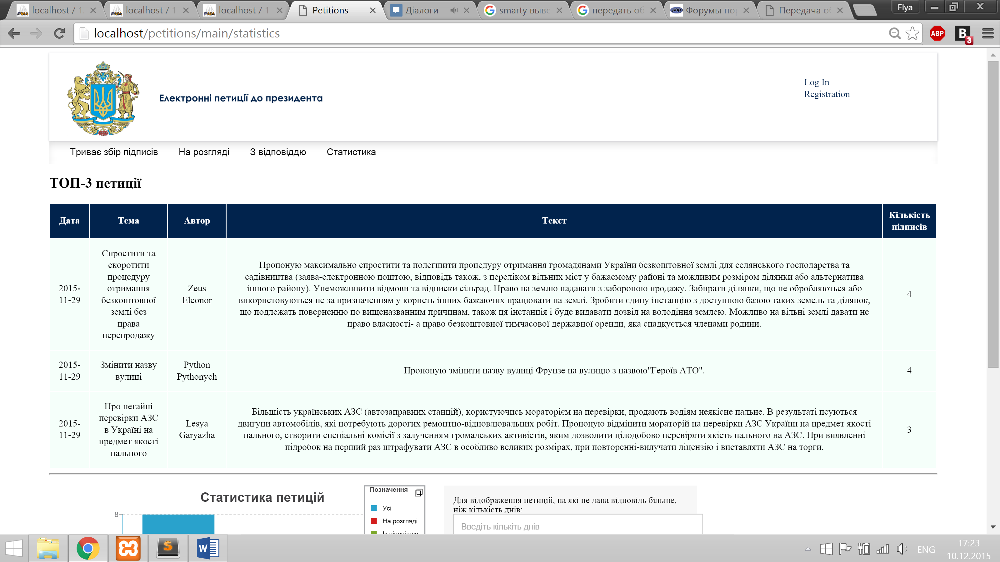 localhost / 1
localhost / 1
localhost / 1
Petitions
Діалоги
smarty выве
передать об
Форумы пор
Передача об
Elya
localhost/petitions/main/statistics
ABP
B
3
Електронні петиції до президента
Log In
Registration
Триває збір підписів
На розгляді
З відповіддю
Статистика
ТОП-3 петиції
Дата
Тема
Автор
Текст
Кількість
підписів
2015-
11-29
Спростити та
скоротити
процедуру
отримання
безкоштовної
землі без
права
перепродажу
Zeus
Eleonor
Пропоную максимально спростити та полегшити процедуру отримання громадянами України безкоштовної землі для селянського господарства та
садівництва (заява-електронною поштою, відповідь також, з переліком вільних міст у бажаемому районі та можливим розміром ділянки або альтернатива
іншого району). Унеможливити відмови та відписки сільрад. Право на землю надавати з забороною продажу. Забирати ділянки, що не обробляються або
використовуються не за призначенням у користь інших бажаючих працювати на землі. Зробити єдину інстанцію з доступною базою таких земель та ділянок,
що подлежать поверненню по вищеназванним причинам, також ця інстанція і буде видавати дозвіл на володіння землею. Можливо на вільні землі давати не
право власності- а право безкоштовної тимчасової державної оренди, яка спадкується членами родини.
4
2015-
11-29
Змінити назву
вулиці
Python
Pythonych
Пропоную змінити назву вулиці Фрунзе на вулицю з назвою"Героїв АТО".
4
2015-
11-29
Про негайні
перевірки АЗС
в Україні на
предмет якості
пального
Lesya
Garyazha
Більшість українських АЗС (автозаправних станцій), користуючись мораторієм на перевірки, продають водіям неякісне пальне. В результаті псуються
двигуни автомобілів, які потребують дорогих ремонтно-відновлювальних робіт. Пропоную відмінити мораторій на перевірки АЗС України на предмет якості
пального, створити спеціальні комісії з залученням громадських активістів, яким дозволити цілодобово перевіряти якість пального на АЗС. При виявленні
підробок на перший раз штрафувати АЗС в особливо великих розмірах, при повторенні-вилучати ліцензію і виставляти АЗС на торги.
3
Статистика петицій
8
Позначення
Усі
На розгляді
Із відповіддю
Для відображення петицій, на які не дана відповідь більше,
ніж кількість днів:
Введіть кількіть днів
ENG
17:23
10.12.2015